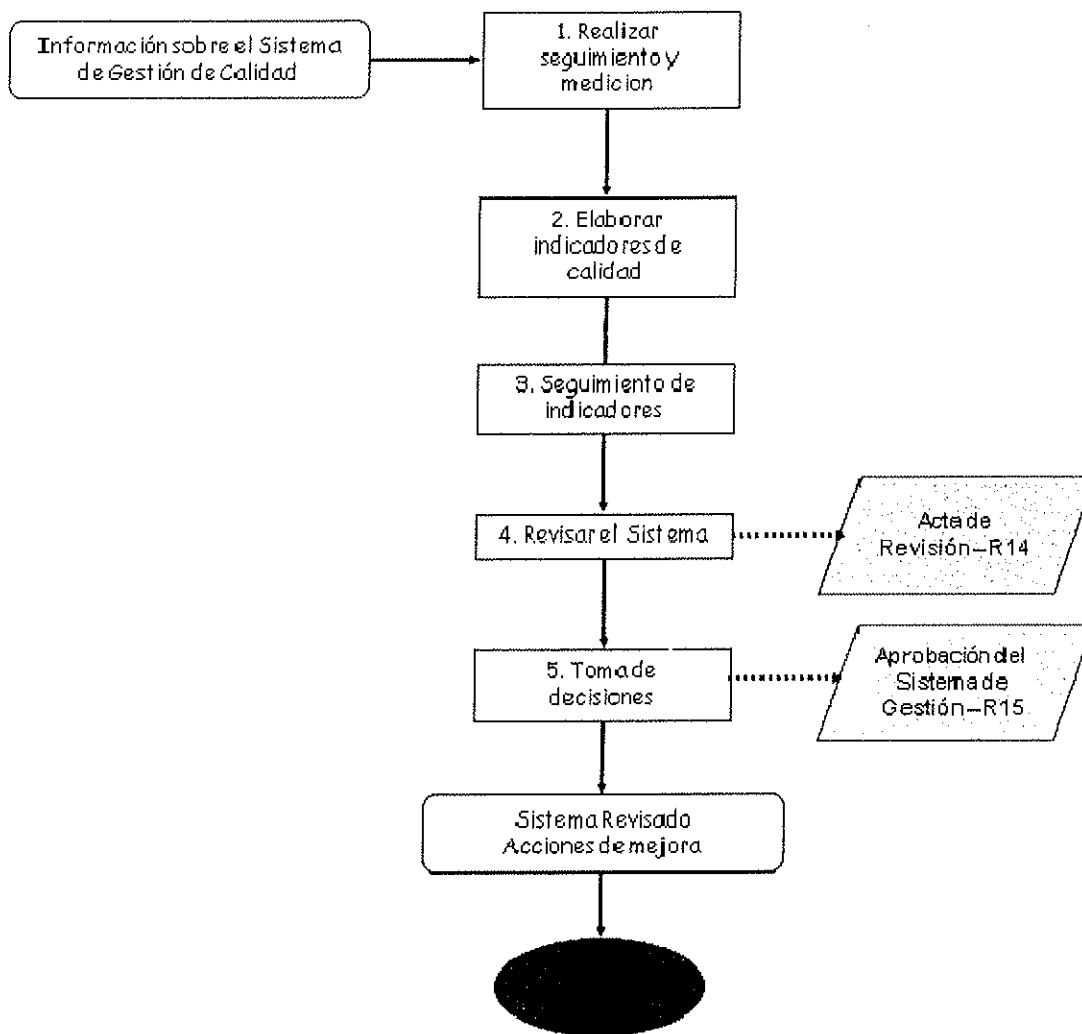 Información sobre el Sistema
de Gestión de Calidad
1. Realizar
seguimiento y
medicion
2. Elaborar
indicadores de
calidad
3. Seguimiento de
indicadores
4. Revisar el Sistema
Acta de
Revisión-R14
5. Toma de
decisiones
Aprobación del
Sistema de
Gestión-R15
Sistema Revisado
Acciones de mejora